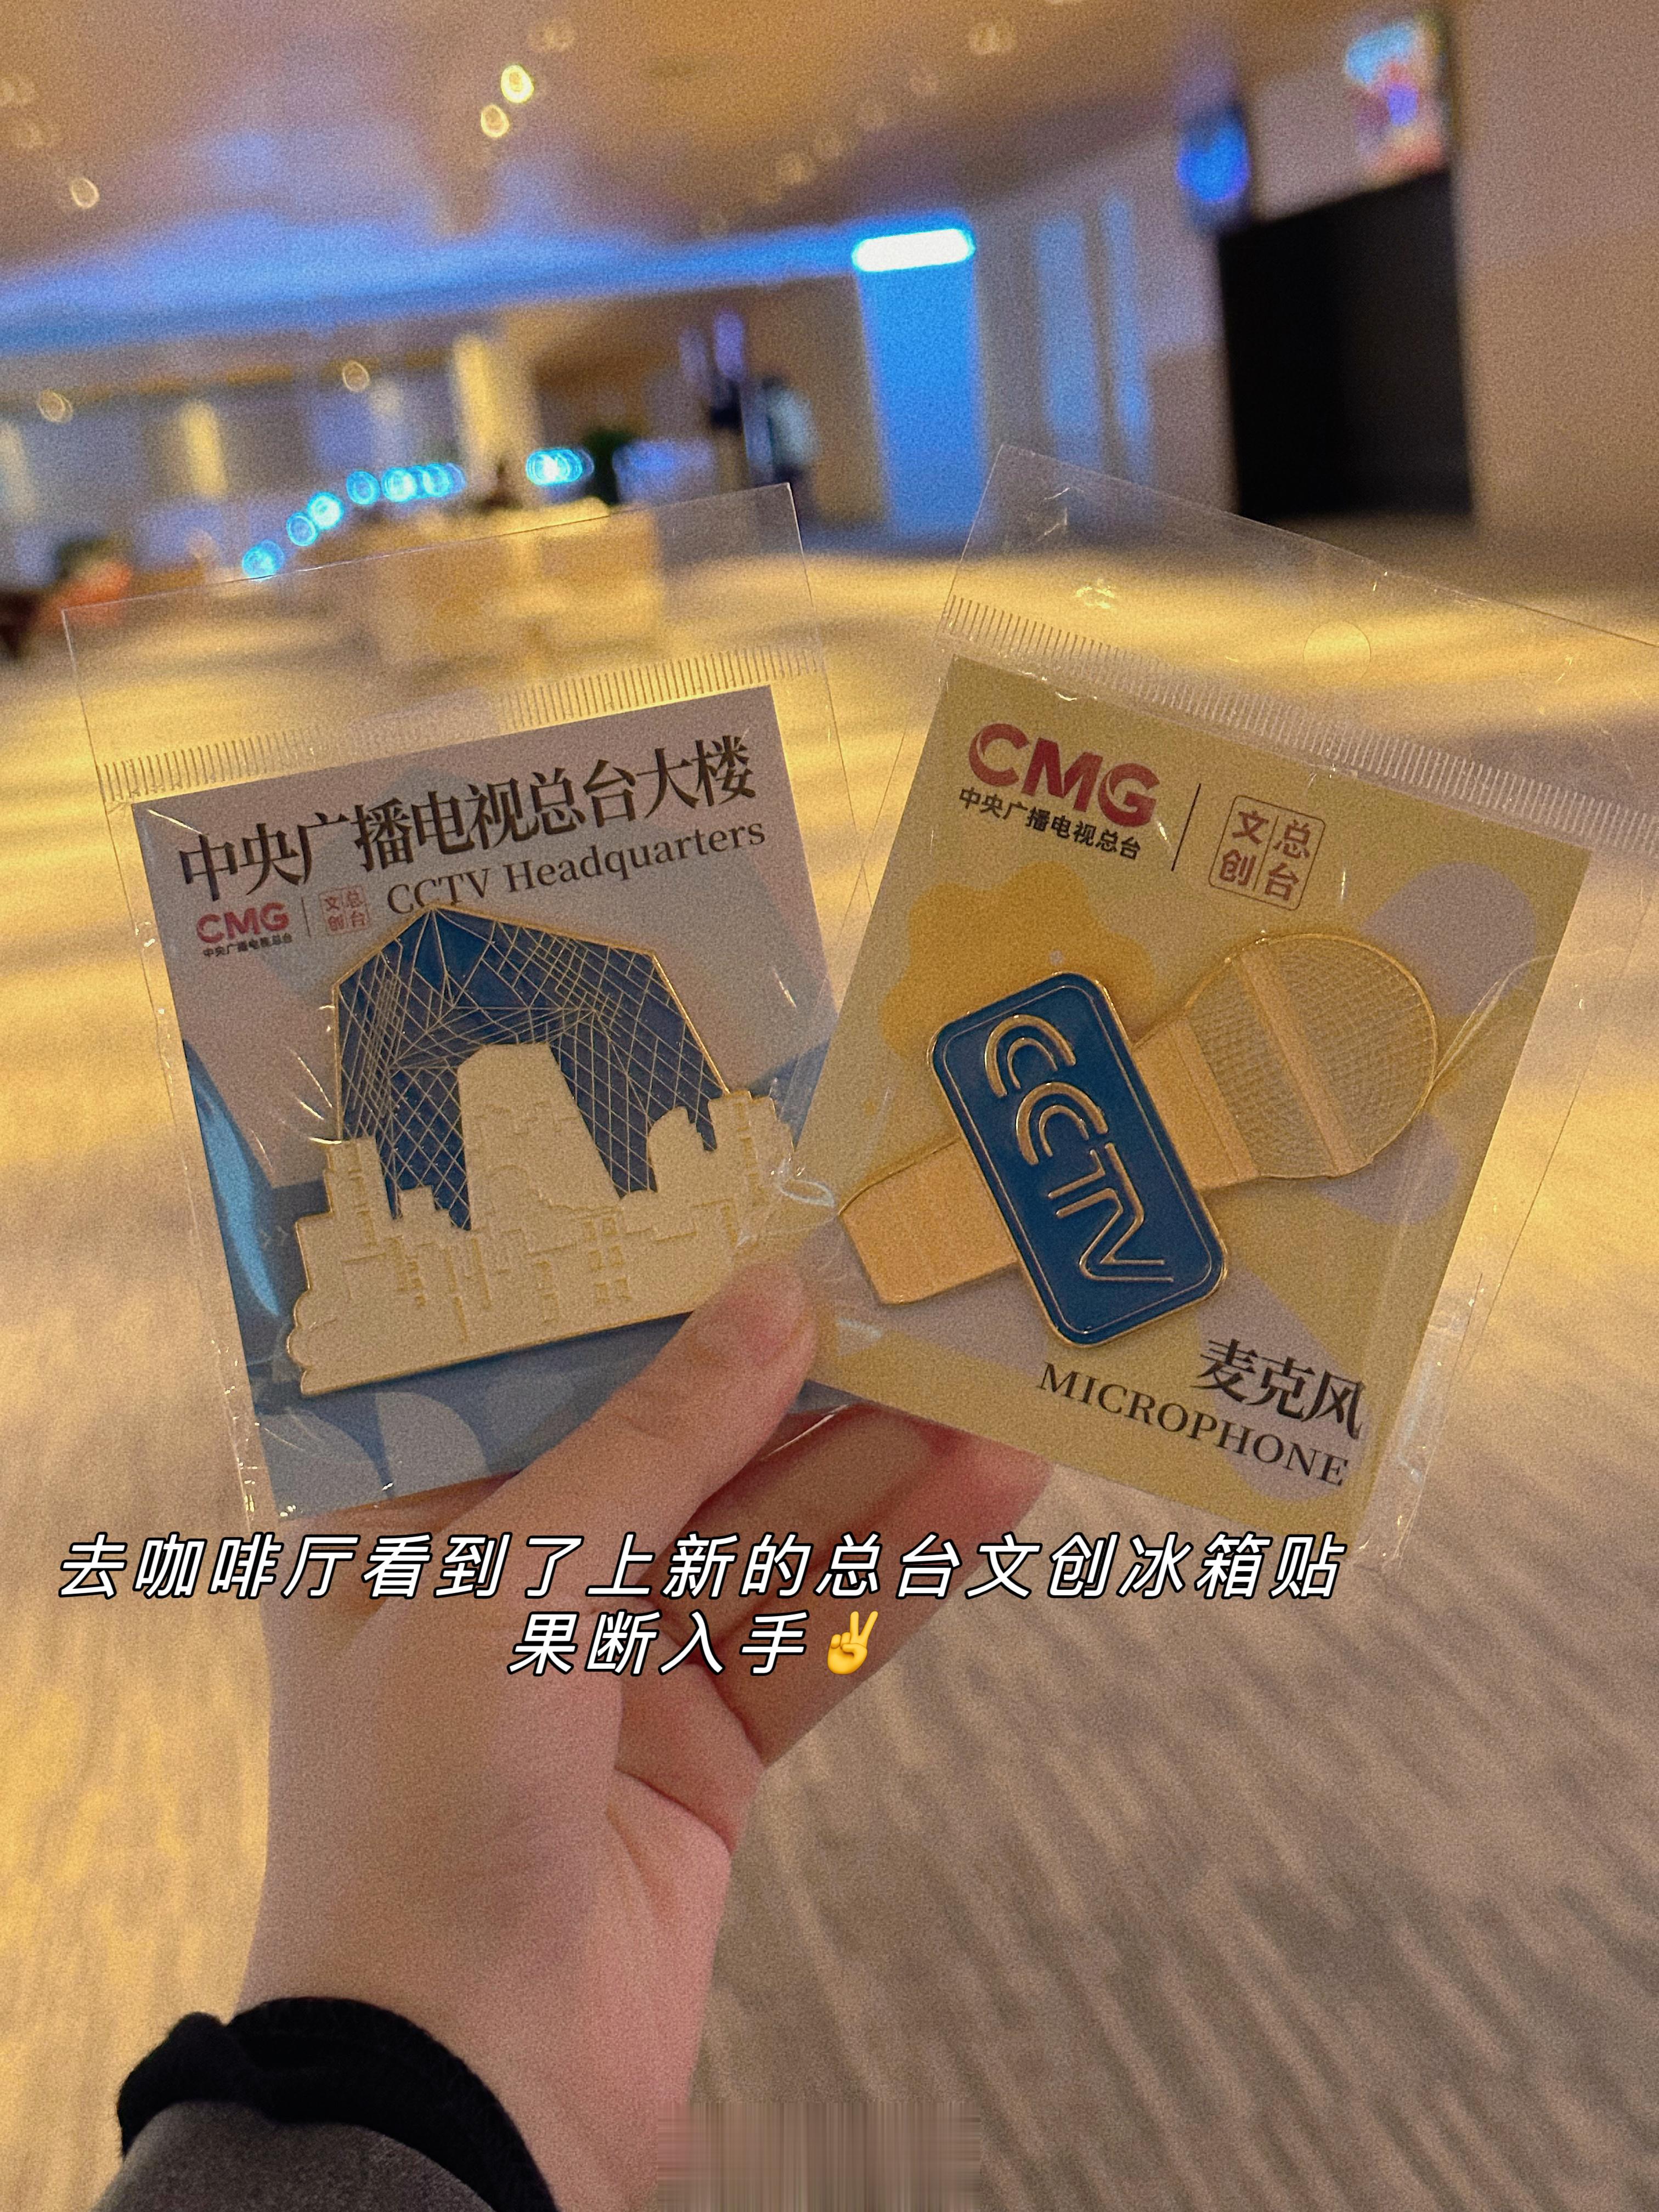 中央广播电视总台大楼
CCTV Headquarters
CMG
中央广播电视总台
文创
总台
CMG
中央广播电视总台
文创
总台
CCTV
麦克风
MICROPHONE
去咖啡厅看到了上新的总台文创冰箱贴
果断入手✌